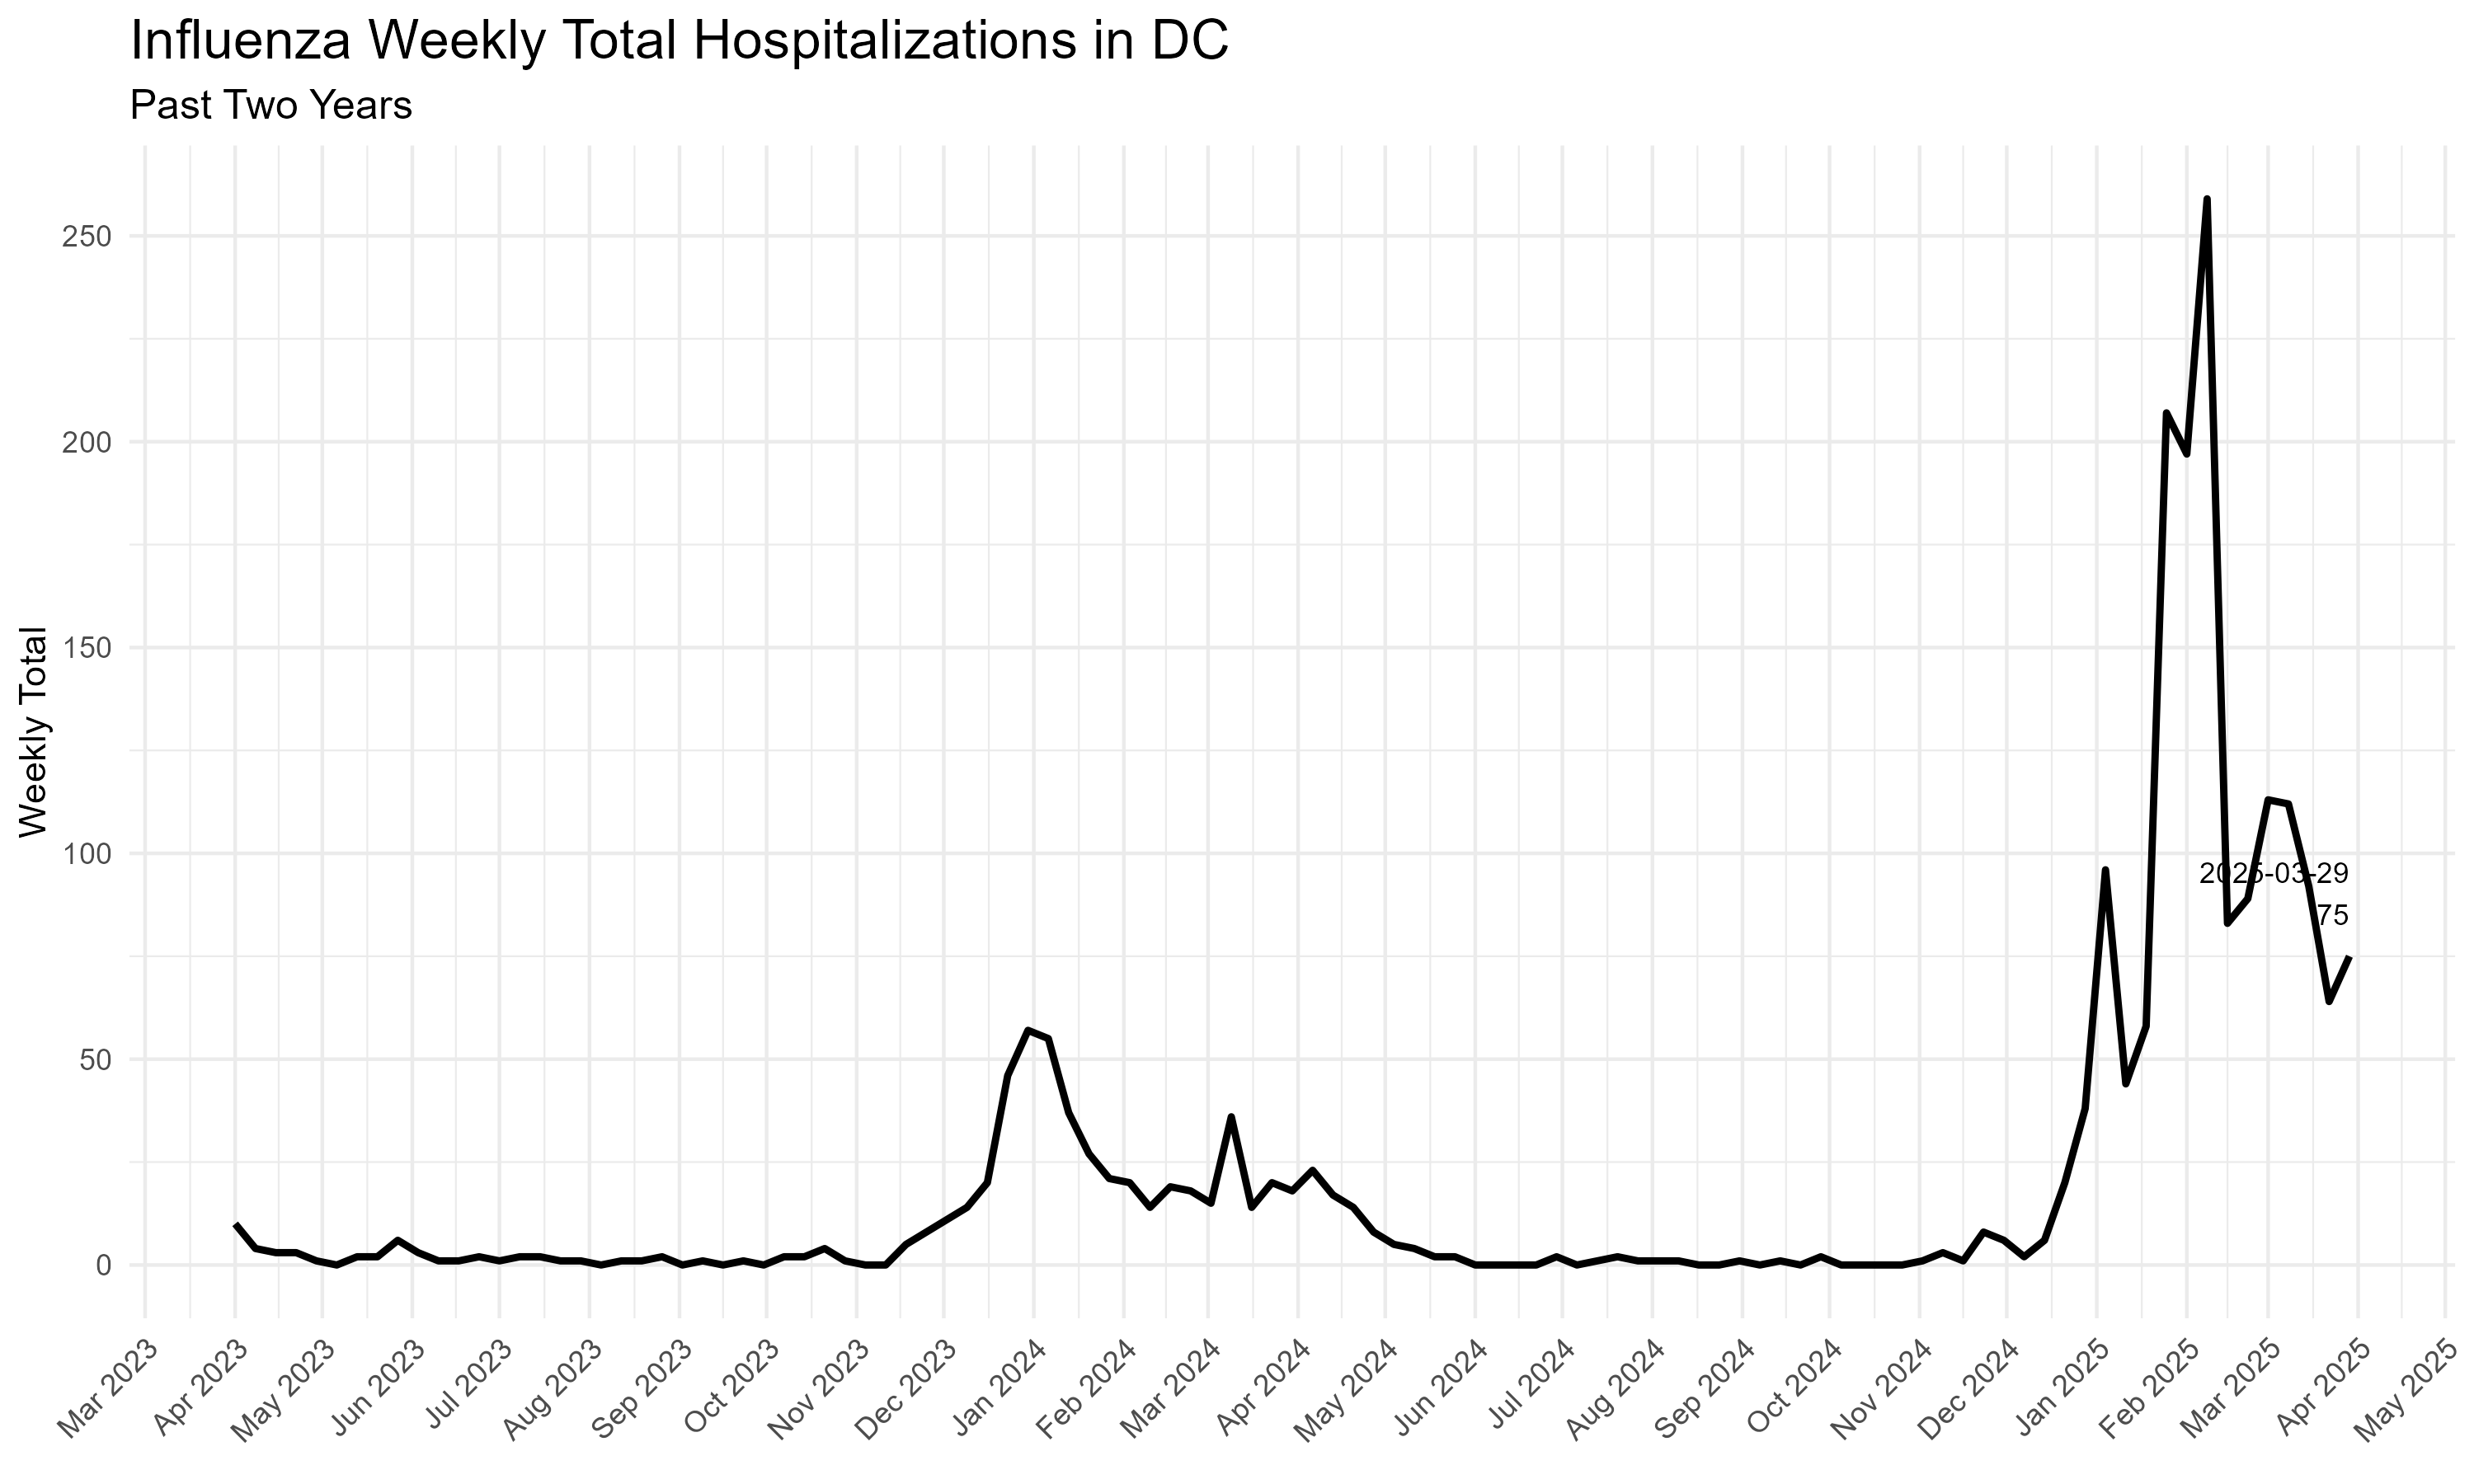 Influenza Weekly Total Hospitalizations in DC
Past Two Years
Weekly Total
250
200
150
100
50
0
2025-03-29
75
Mar 2023
Apr 2023
May 2023
Jun 2023
Jul 2023
Aug 2023
Sep 2023
Oct 2023
Nov 2023
Dec 2023
Jan 2024
Feb 2024
Mar 2024
Apr 2024
May 2024
Jun 2024
Jul 2024
Aug 2024
Sep 2024
Oct 2024
Nov 2024
Dec 2024
Jan 2025
Feb 2025
Mar 2025
Apr 2025
May 2025